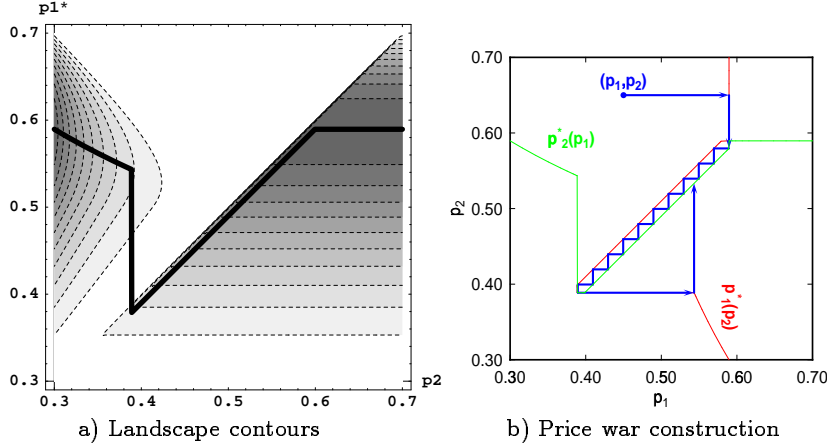 p1*
0.7
0.6
0.5
0.4
0.3
0.3 0.4 0.5 0.6 0.7
p2
a) Landscape contours
0.70
0.60
0.50
0.40
0.30
p2
(p1,p2)
p*2(p1)
p*1(p2)
0.30 0.40 0.50 0.60 0.70
p1
b) Price war construction